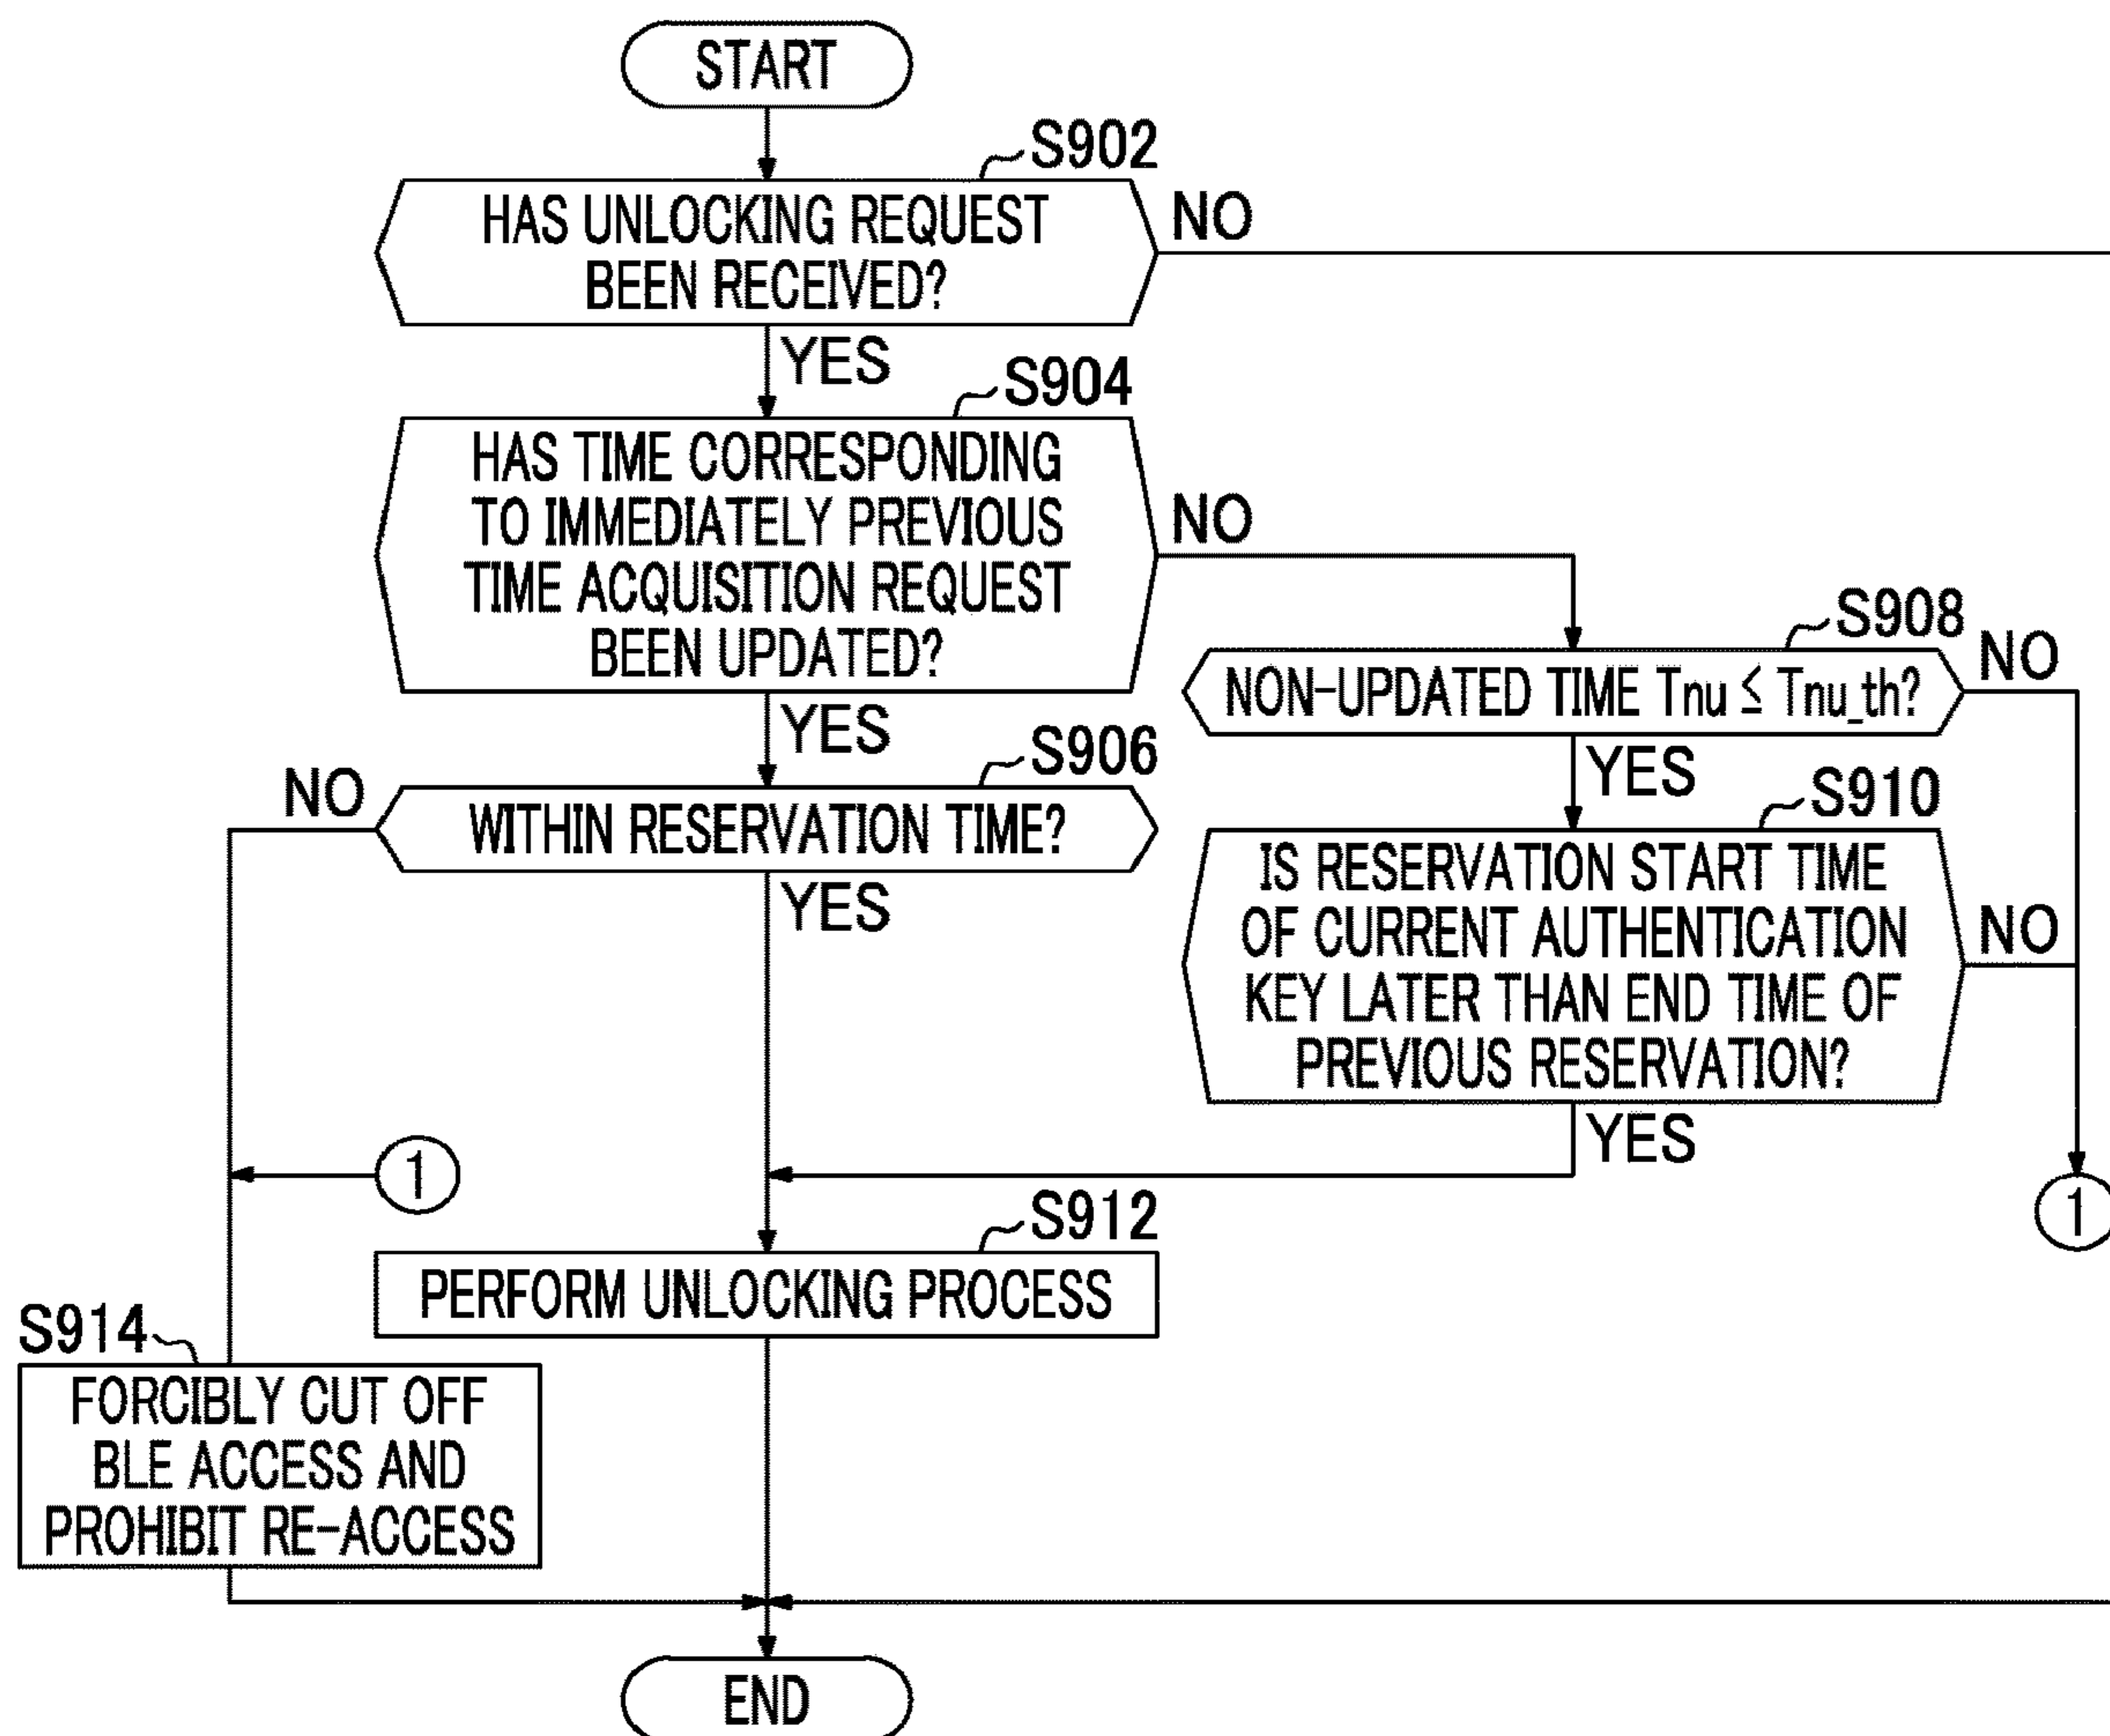 START
S902
HAS UNLOCKING REQUEST
BEEN RECEIVED?
NO
YES
S904
HAS TIME CORRESPONDING
TO IMMEDIATELY PREVIOUS
TIME ACQUISITION REQUEST
BEEN UPDATED?
NO
YES
S908
NON-UPDATED TIME Tnu ≤ Tnu_th?
NO
YES
S906
WITHIN RESERVATION TIME?
NO
YES
S910
IS RESERVATION START TIME
OF CURRENT AUTHENTICATION
KEY LATER THAN END TIME OF
PREVIOUS RESERVATION?
NO
YES
1
1
S912
PERFORM UNLOCKING PROCESS
S914
FORCIBLY CUT OFF
BLE ACCESS AND
PROHIBIT RE-ACCESS
END